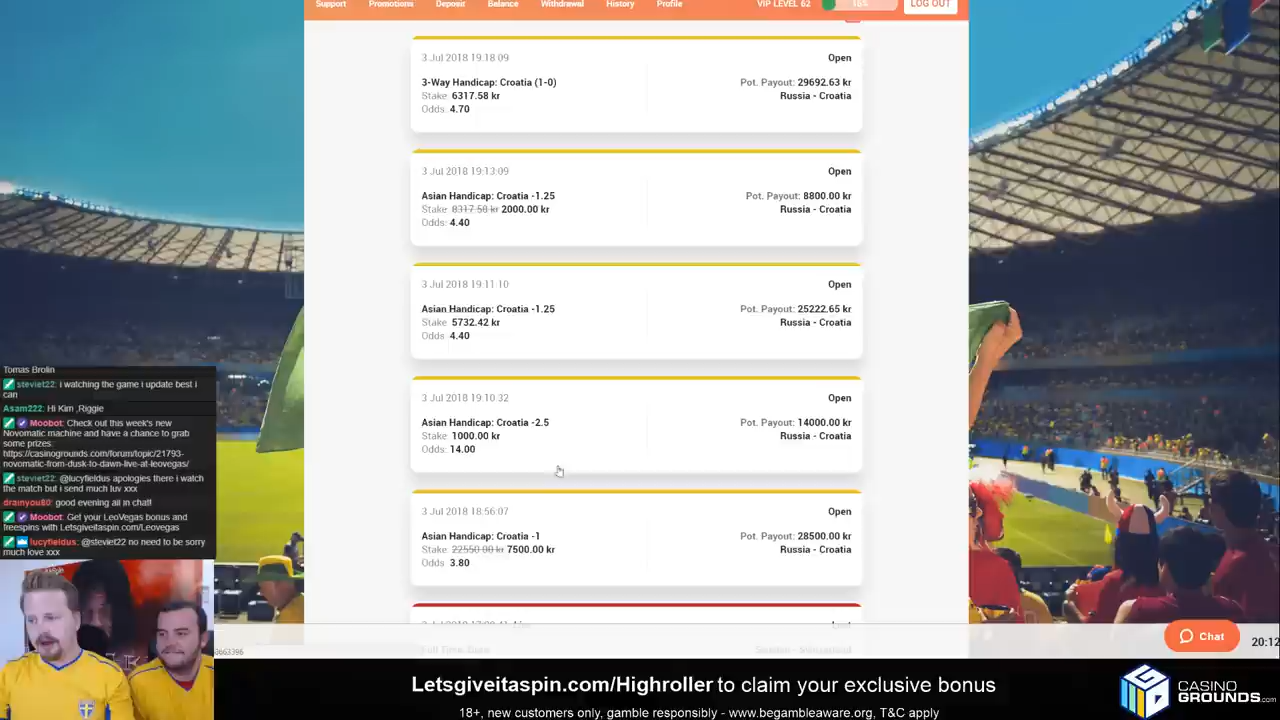 Support Promotions Deposit Balance Withdrawal History Profile VIP LEVEL 62 16% LOG OUT
3 Jul 2018 19:18:09 Open
3-Way Handicap: Croatia (1-0) Pot. Payout: 29692.63 kr
Stake: 6317.58 kr Russia - Croatia
Odds: 4.70
3 Jul 2018 19:13:09 Open
Asian Handicap: Croatia -1.25 Pot. Payout: 8800.00 kr
Stake: 8317.58 kr 2000.00 kr Russia - Croatia
Odds: 4.40
3 Jul 2018 19:11:10 Open
Asian Handicap: Croatia -1.25 Pot. Payout: 25222.65 kr
Stake: 5732.42 kr Russia - Croatia
Odds: 4.40
3 Jul 2018 19:10:32 Open
Asian Handicap: Croatia -2.5 Pot. Payout: 14000.00 kr
Stake: 1000.00 kr Russia - Croatia
Odds: 14.00
3 Jul 2018 18:56:07 Open
Asian Handicap: Croatia -1 Pot. Payout: 28500.00 kr
Stake: 22550.00 kr 7500.00 kr Russia - Croatia
Odds: 3.80
Tomas Brolin
steviet22: i watching the game i update best i
can
Asam222: Hi Kim ,Riggie
Moobot: Check out this week's new
Novomatic machine and have a chance to grab
some prizes:
https://casinogrounds.com/forum/topic/21793-
novomatic-from-dusk-to-dawn-live-at-leovegas/
steviet22: @lucyfieldus apologies there i watch
the match but i send much luv xxx
drainyou80: good evening all in chat!
Moobot: Get your LeoVegas bonus and
freespins with Letsgiveitaspin.com/Leovegas
lucyfieldus: @steviet22 no need to be sorry
much love xxx
Chat
20:12
Letsgiveitaspin.com/Highroller to claim your exclusive bonus
18+, new customers only, gamble responsibly - www.begambleaware.org, T&C apply
CASINO
GROUNDS.com